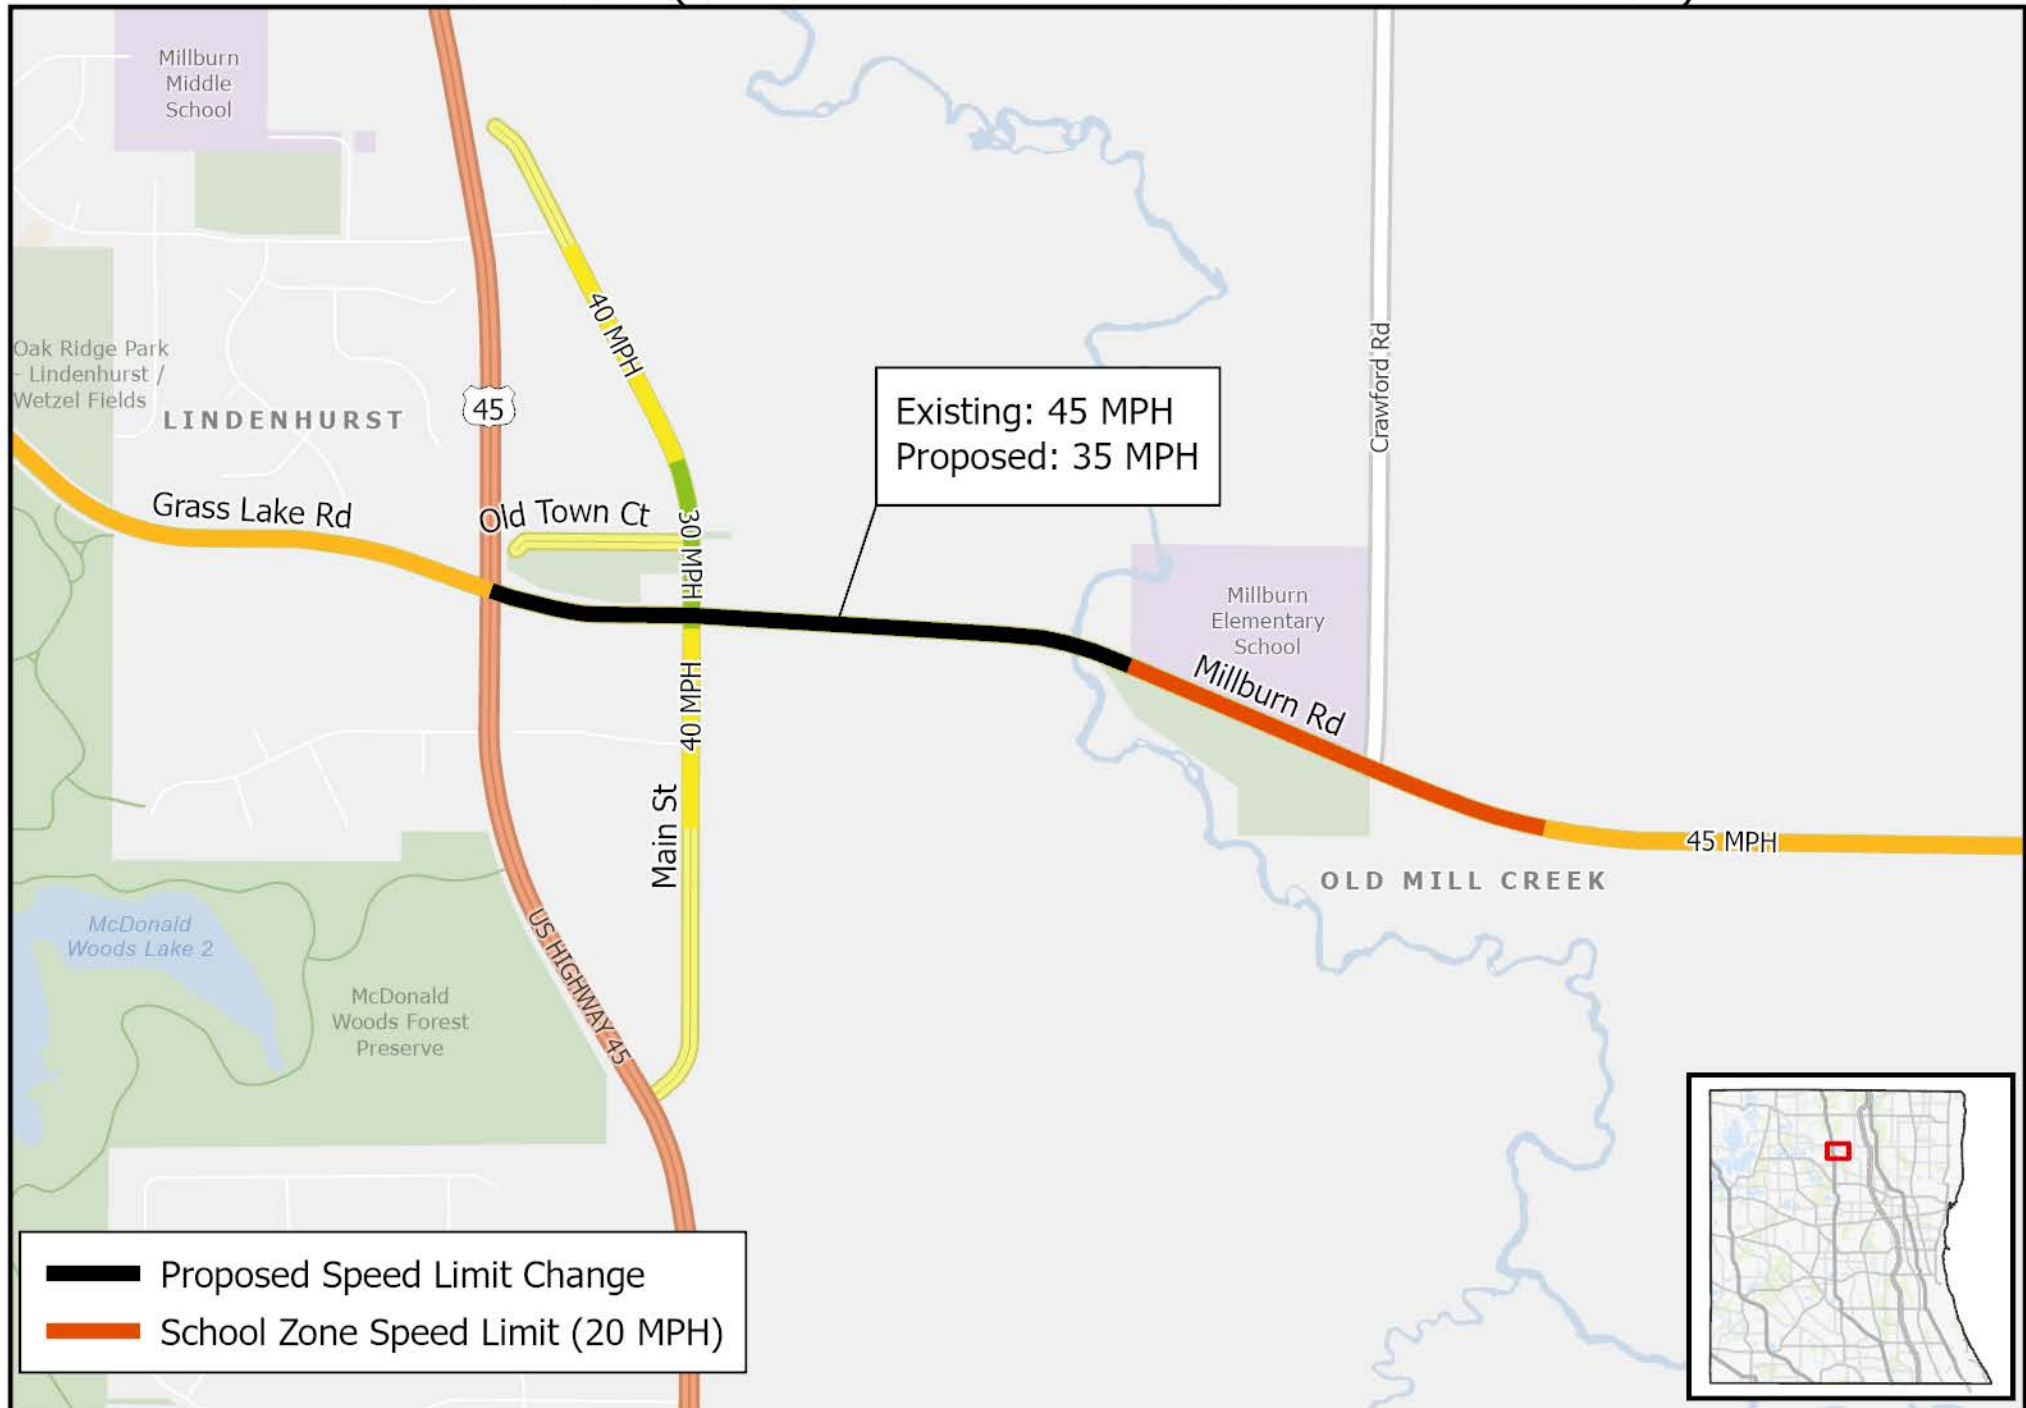 Millburn
Middle
School
Oak Ridge Park
- Lindenhurst /
Wetzel Fields
LINDENHURST
45
40 MPH
Existing: 45 MPH
Proposed: 35 MPH
Crawford Rd
Grass Lake Rd
Old Town Ct
30 MPH
Millburn
Elementary
School
Millburn Rd
40 MPH
Main St
45 MPH
OLD MILL CREEK
McDonald
Woods Lake 2
US HIGHWAY 45
McDonald
Woods Forest
Preserve
Proposed Speed Limit Change
School Zone Speed Limit (20 MPH)